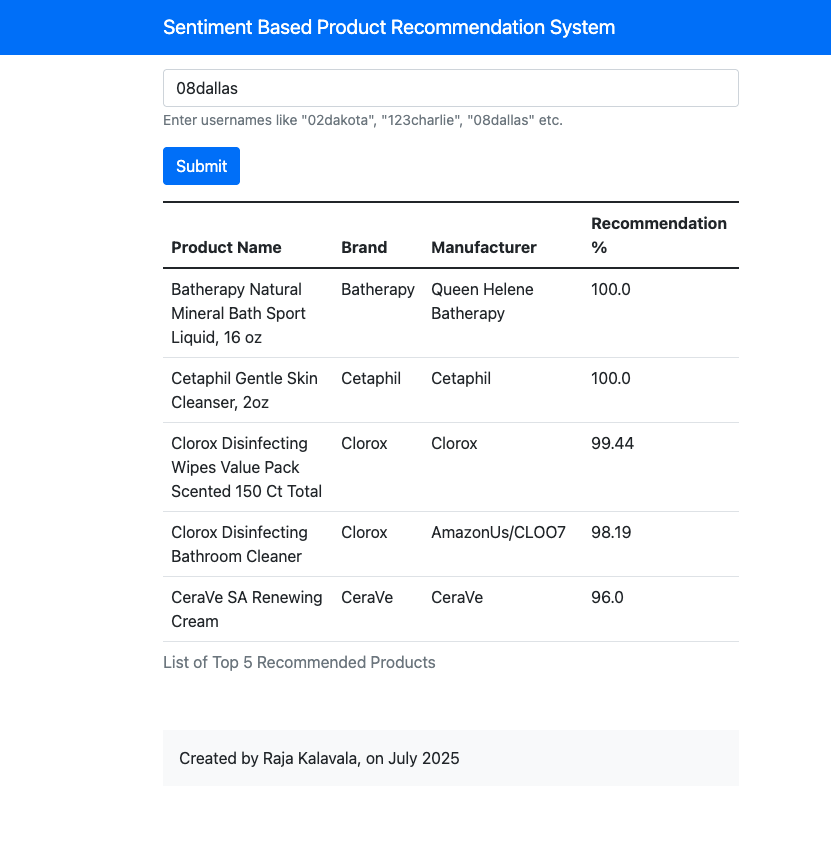 Sentiment Based Product Recommendation System
08dallas
Enter usernames like "02dakota", "123charlie", "08dallas" etc.
Submit
Product Name Brand Manufacturer Recommendation
%
Batherapy Natural Batherapy Queen Helene 100.0
Mineral Bath Sport Batherapy
Liquid, 16 oz
Cetaphil Gentle Skin Cetaphil Cetaphil 100.0
Cleanser, 2oz
Clorox Disinfecting Clorox Clorox 99.44
Wipes Value Pack
Scented 150 Ct Total
Clorox Disinfecting Clorox AmazonUs/CLOO7 98.19
Bathroom Cleaner
CeraVe SA Renewing CeraVe CeraVe 96.0
Cream
List of Top 5 Recommended Products
Created by Raja Kalavala, on July 2025